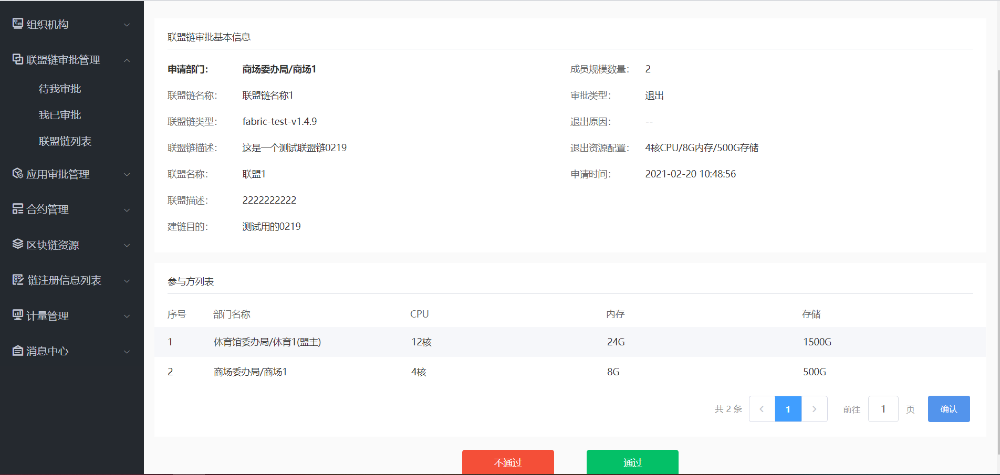 组织机构
联盟链审批管理
待我审批
我已审批
联盟链列表
应用审批管理
合约管理
区块链资源
链注册信息列表
计量管理
消息中心
联盟链审批基本信息
申请部门： 商场委办局/商场1
联盟链名称： 联盟链名称1
联盟链类型： fabric-test-v1.4.9
联盟链描述： 这是一个测试联盟链0219
联盟名称： 联盟1
联盟描述： 2222222222
建链目的： 测试用的0219
成员规模数量： 2
审批类型： 退出
退出原因： --
退出资源配置： 4核CPU/8G内存/500G存储
申请时间： 2021-02-20 10:48:56
参与方列表
序号 部门名称 CPU 内存 存储
1 体育馆委办局/体育1(盟主) 12核 24G 1500G
2 商场委办局/商场1 4核 8G 500G
共 2 条 1 前往 1 页 确认
不通过 通过